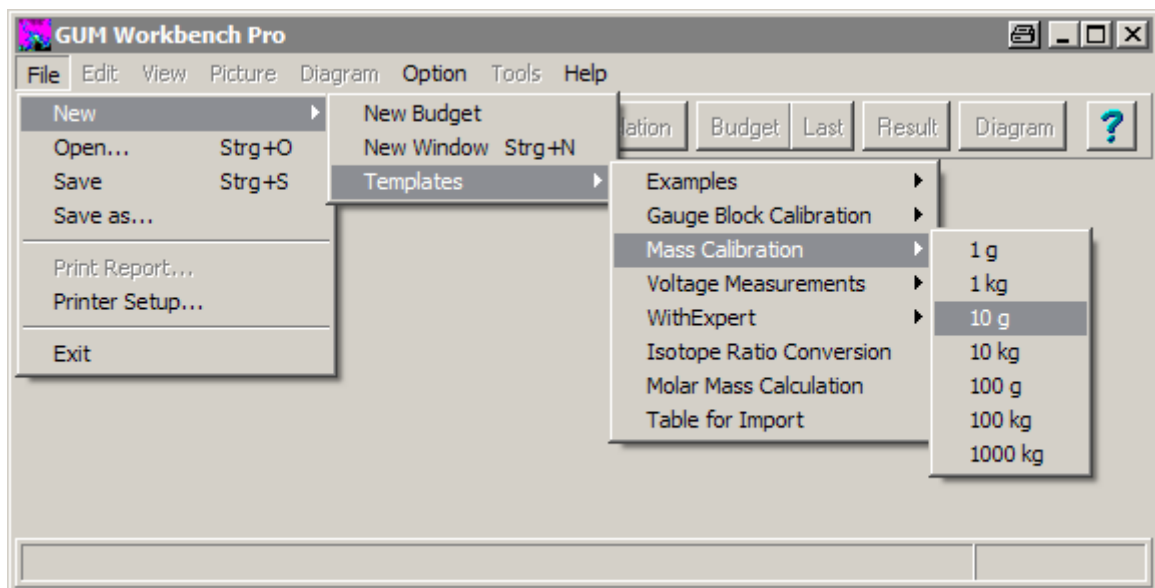 GUM Workbench Pro
File Edit View Picture Diagram Option Tools Help
Budget Last Result Diagram ?
New
Open... Strg+O
Save Strg+S
Save as...
Print Report...
Printer Setup...
Exit
New Budget
New Window Strg+N
Templates
Examples
Gauge Block Calibration
Mass Calibration
Voltage Measurements
WithExpert
Isotope Ratio Conversion
Molar Mass Calculation
Table for Import
1 g
1 kg
10 g
10 kg
100 g
100 kg
1000 kg